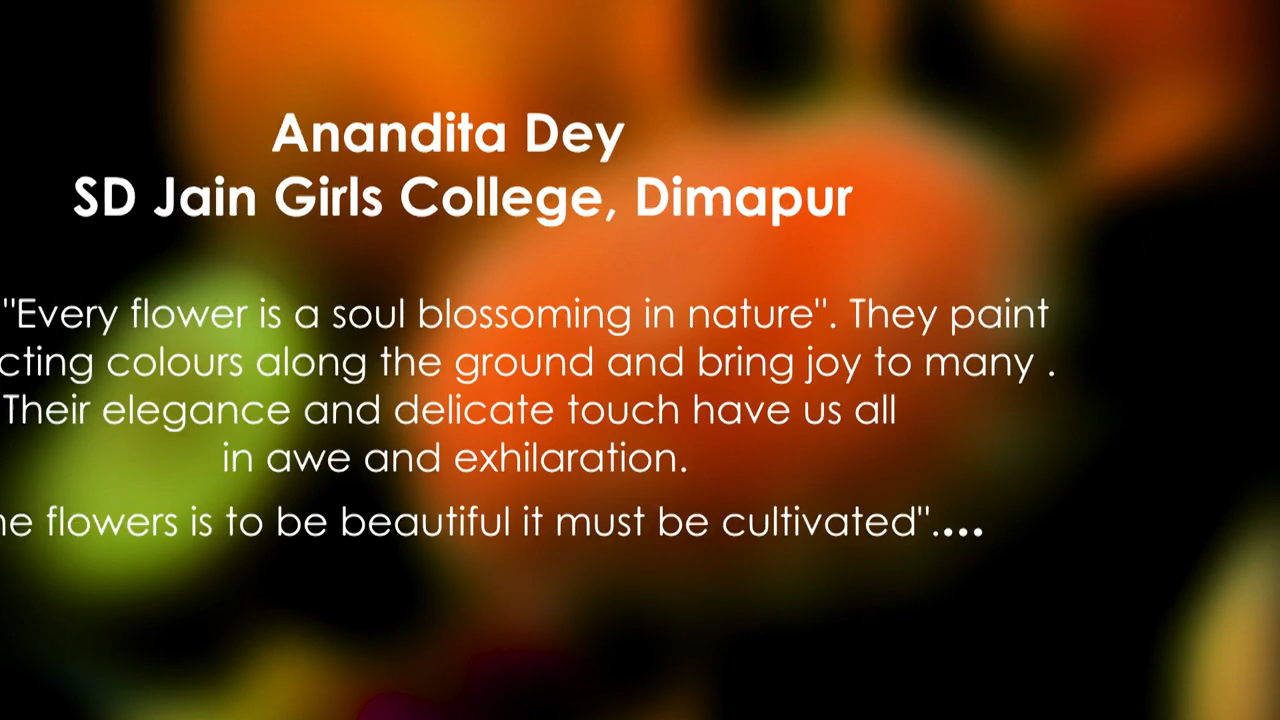 Anandita Dey
SD Jain Girls College, Dimapur
"Every flower is a soul blossoming in nature". They paint
colours along the ground and bring joy to many .
Their elegance and delicate touch have us all
in awe and exhilaration.
flowers is to be beautiful it must be cultivated"....